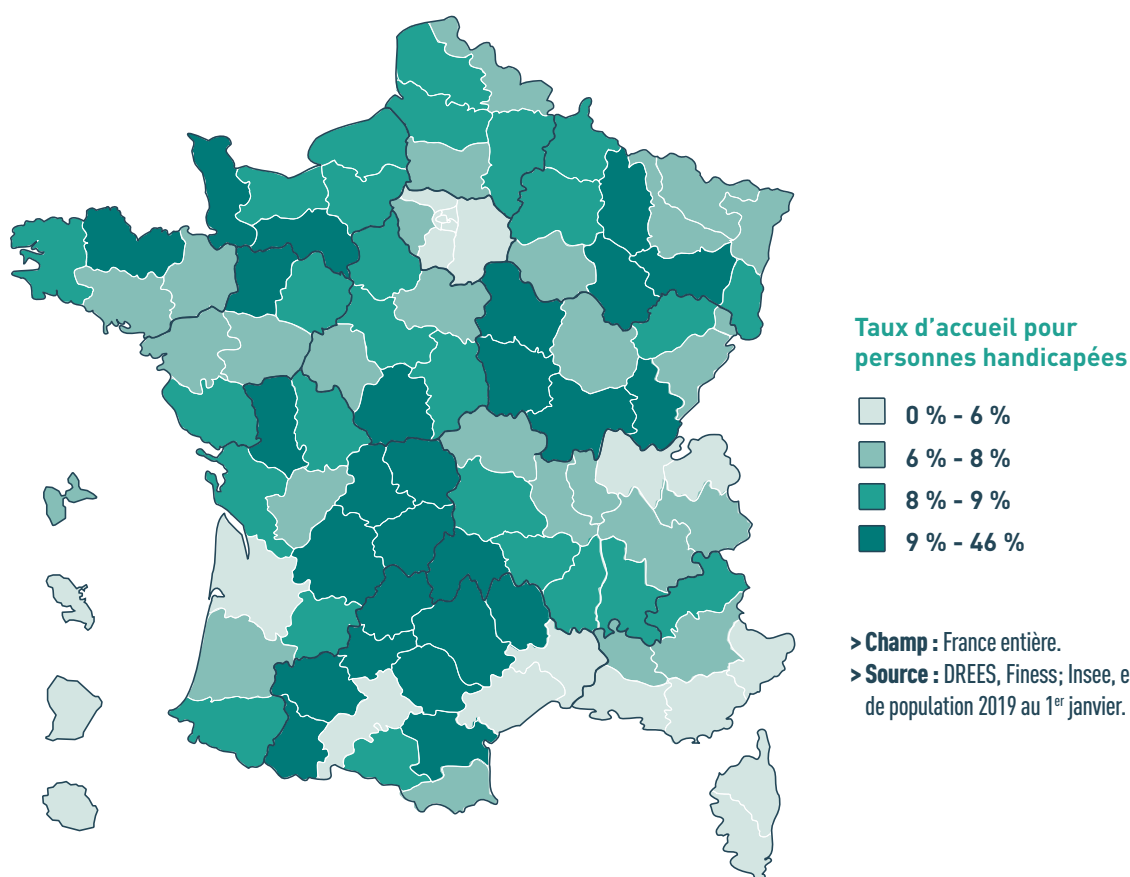 Taux d’accueil pour
personnes handicapées
0 % - 6 %
6 % - 8 %
8 % - 9 %
9 % - 46 %
> Champ : France entière.
> Source : DREES, Finess; Insee, e
de population 2019 au 1er janvier.